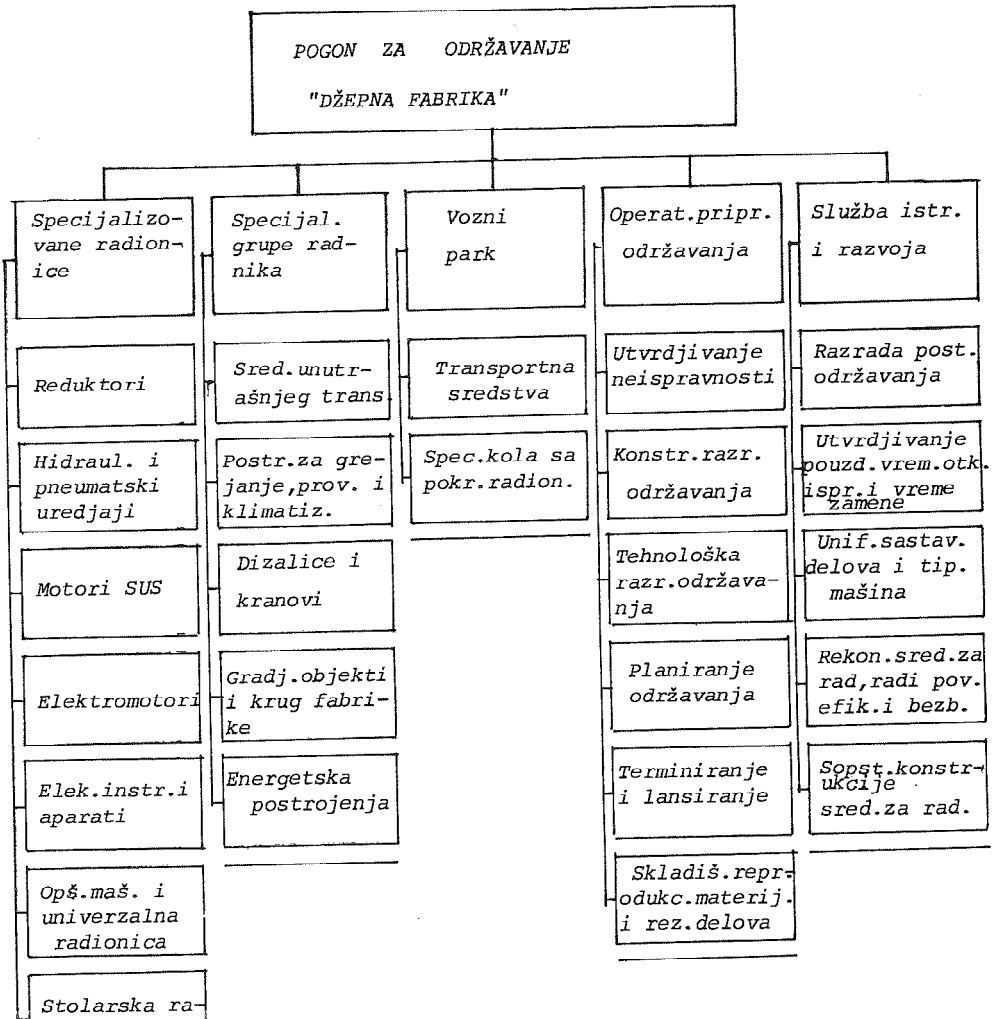 POGON ZA ODRŽAVANJE
"DŽEPNA FABRIKA"
Specijalizo-
vane radion-
ice
Reduktori
Hidraul. i
pneumatski
uredjaji
Motori SUS
Elektromotori
Elek.instr.i
aparati
Opš.maš. i
univerzalna
radionica
Stolarska ra-
Specijal.
grupe rad-
nika
Sred.unutr-
ašnjeg trans.
Postr.za gre-
janje,prov. i
klimatiz.
Dizalice i
kranovi
Gradj.objekti
i krug fabri-
ke
Energetska
postrojenja
Vozni
park
Transportna
sredstva
Spec.kola sa
pokr.radion.
Operat.pripr.
održavanja
Utvrdjivanje
neispravnosti
Konstr.razr.
održavanja
Tehnološka
razr.održava-
nja
Planiranje
održavanja
Terminiranje
i lansiranje
Skladiš.repr-
odukc.materij.
i rez.delova
Služba istr.
i razvoja
Razrada post.
održavanja
Utvrdjivanje
pouzd.vrem.otk.
ispr.i vreme
zamene
Unif.sastav.
delova i tip.
mašina
Rekon.sred.za
rad,radi pov.
efik.i bezb.
Sopst.konstr-
ukcije
sred.za rad.